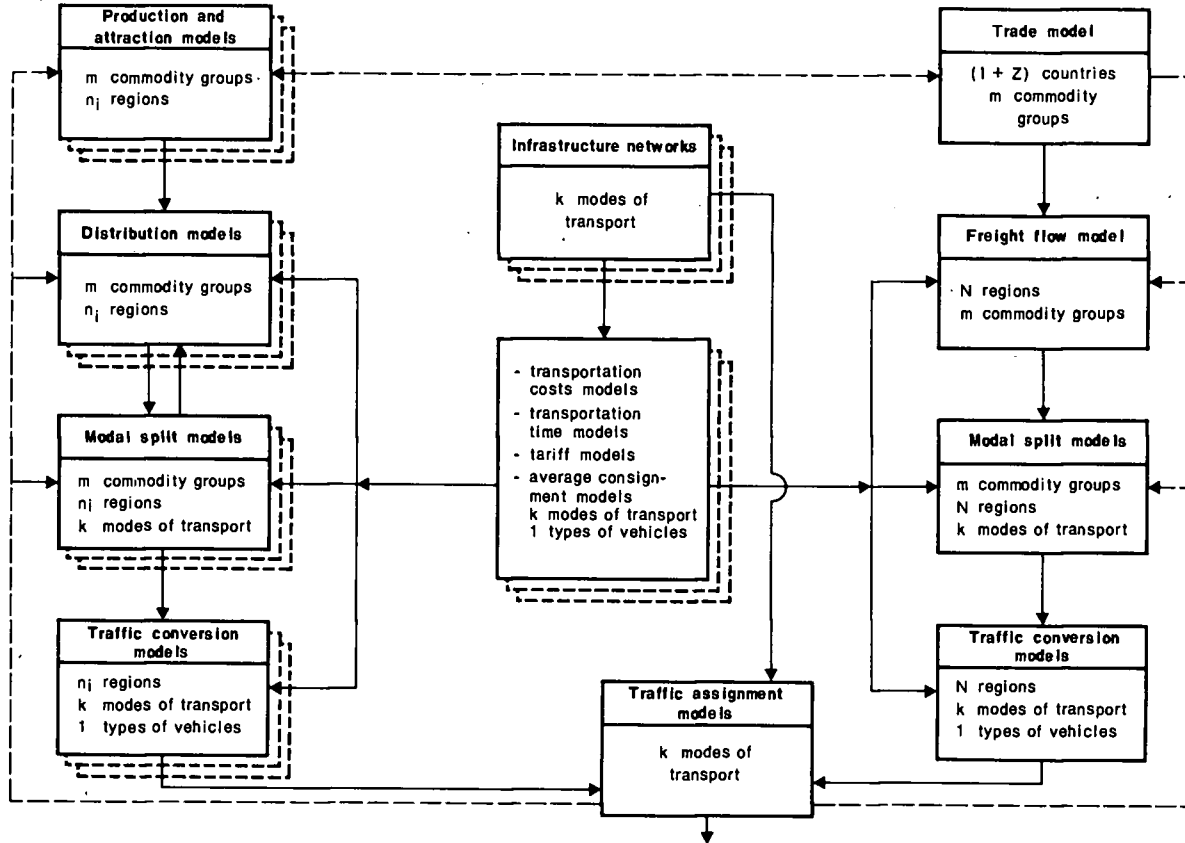 Production and
attraction models
m commodity groups
ni regions
Distribution models
m commodity groups
ni regions
Modal split models
m commodity groups
ni regions
k modes of transport
Traffic conversion
models
ni regions
k modes of transport
1 types of vehicles
Infrastructure networks
k modes of
transport
- transportation
costs models
- transportation
time models
- tariff models
- average consign-
ment models
k modes of transport
1 types of vehicles
Traffic assignment
models
k modes of
transport
Trade model
(1 + Z) countries
m commodity
groups
Freight flow model
N regions
m commodity groups
Modal split models
m commodity groups
N regions
k modes of transport
Traffic conversion
models
N regions
k modes of transport
1 types of vehicles